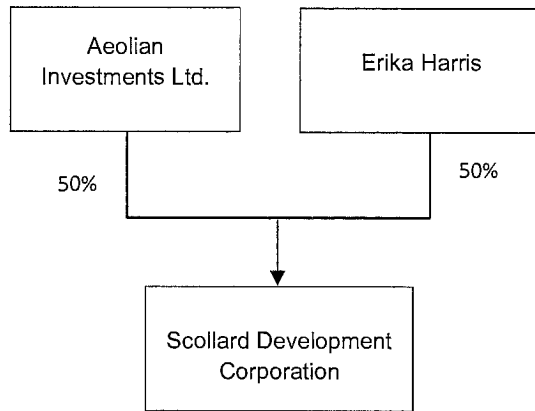 Aeolian
Investments Ltd.
Erika Harris
50%
50%
Scollard Development
Corporation